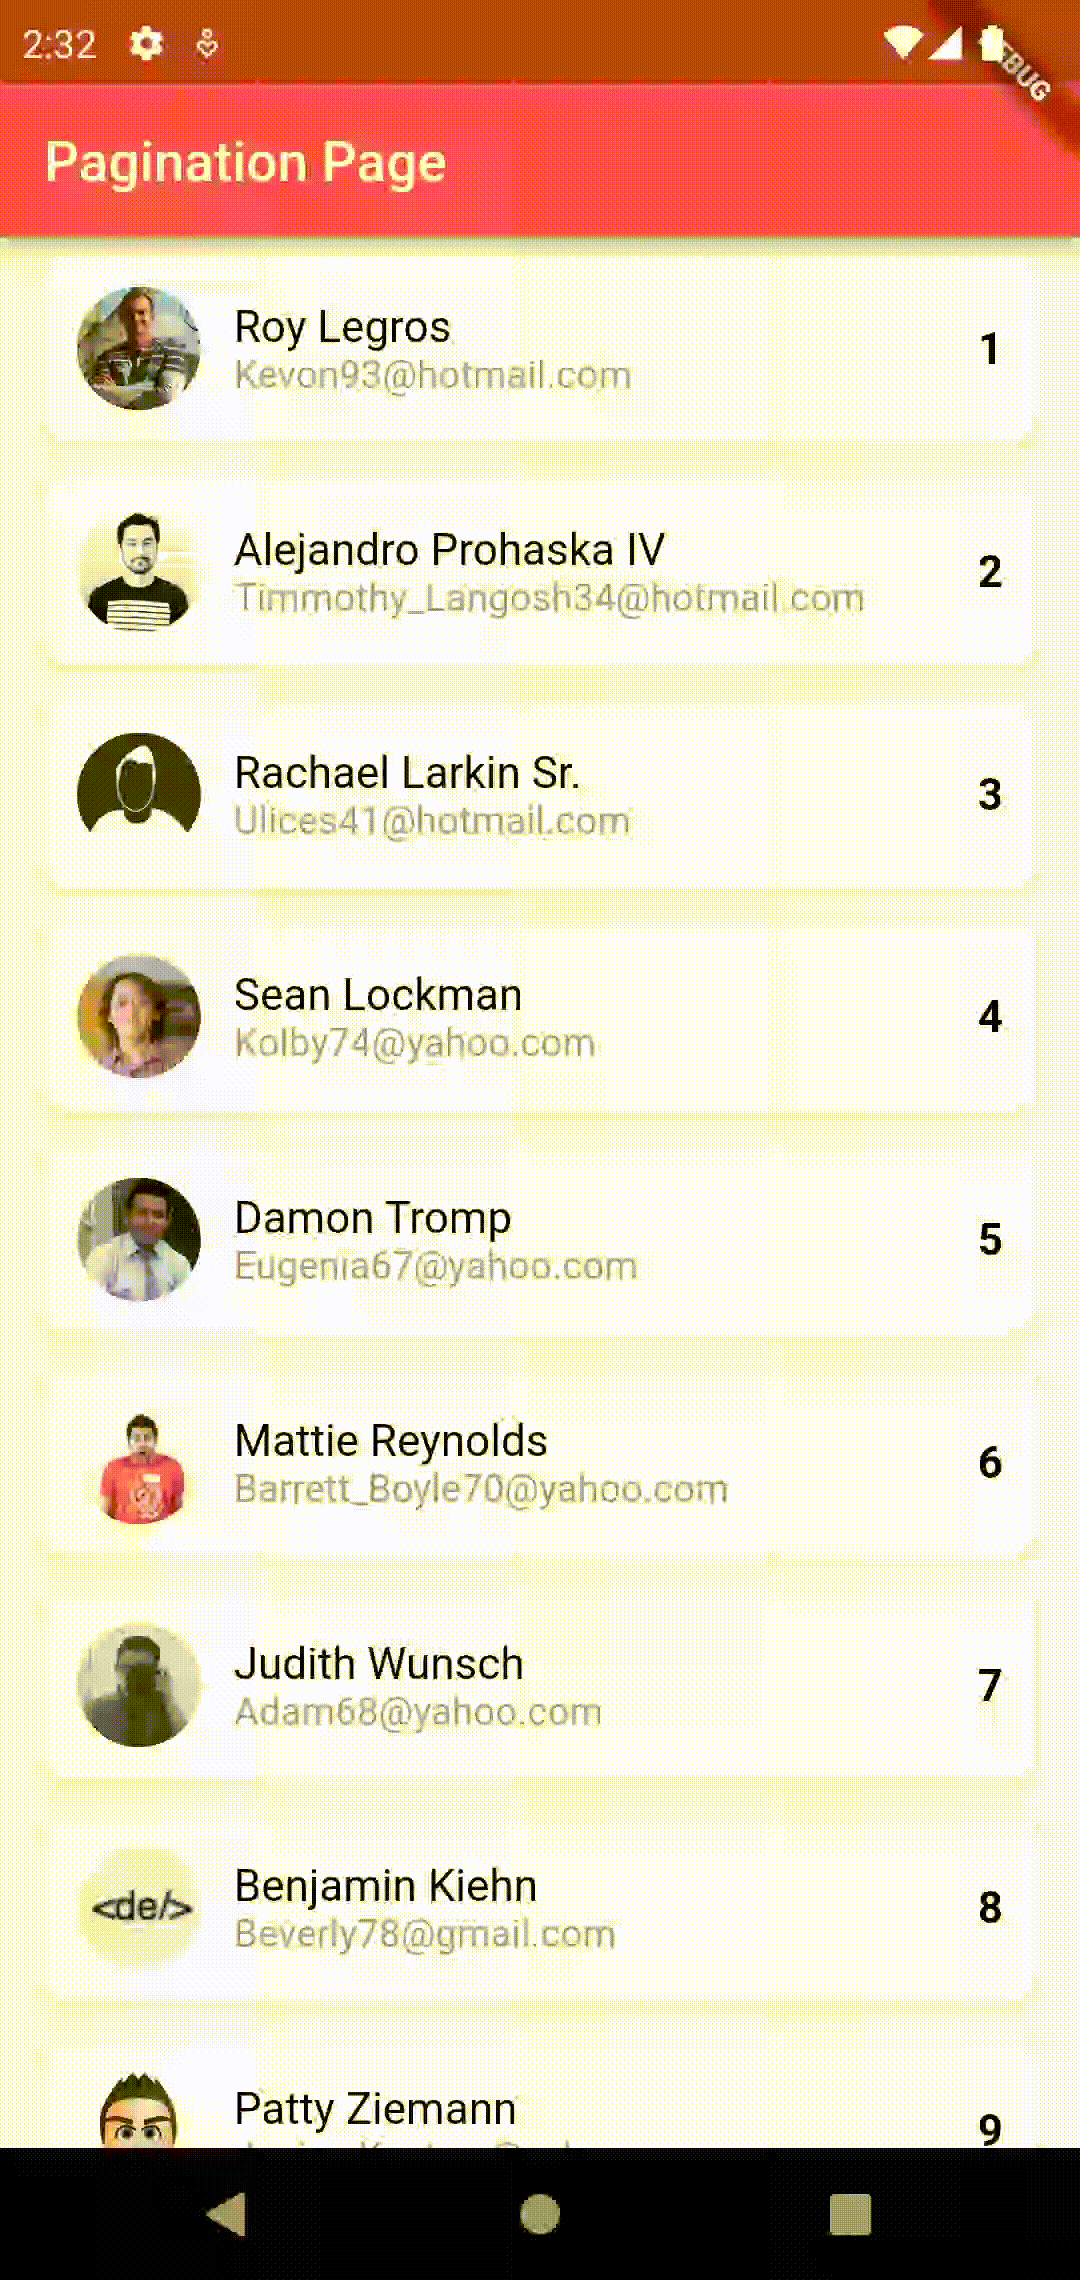 2:32
DEBUG
Pagination Page
Roy Legros
Kevon93@hotmail.com
1
Alejandro Prohaska IV
Timmothy_Langosh34@hotmail.com
2
Rachael Larkin Sr.
Ulices41@hotmail.com
3
Sean Lockman
Kolby74@yahoo.com
4
Damon Tromp
Eugenia67@yahoo.com
5
Mattie Reynolds
Barrett_Boyle70@yahoo.com
6
Judith Wunsch
Adam68@yahoo.com
7
<de/>
Benjamin Kiehn
Beverly78@gmail.com
8
Patty Ziemann
9